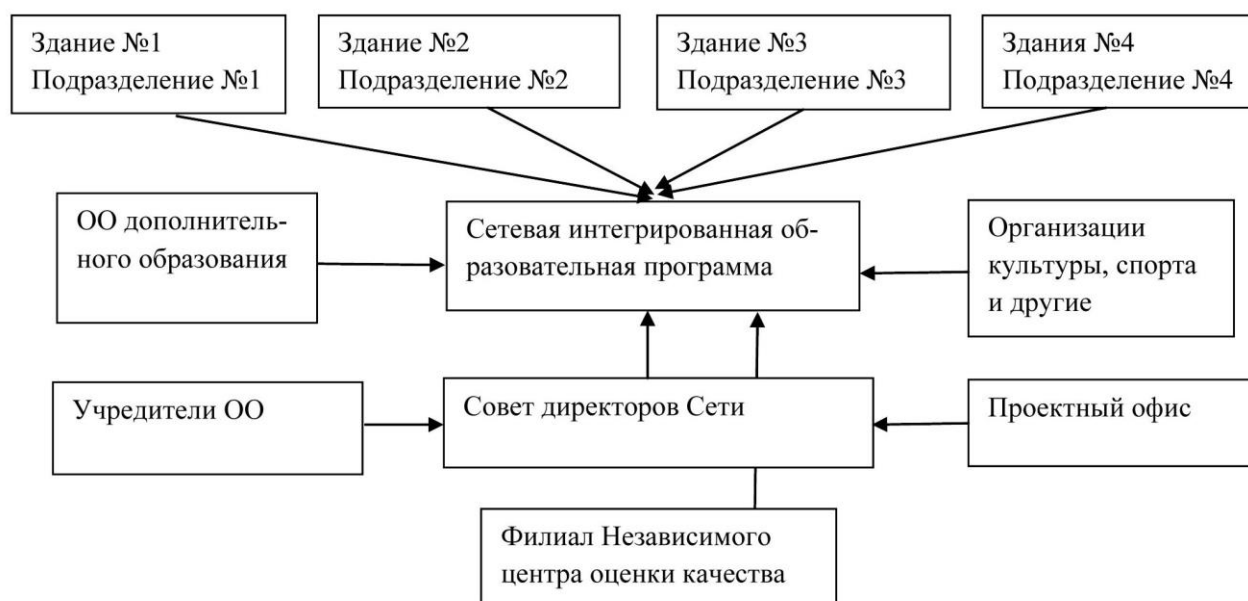 Здание №1
Подразделение №1
Здание №2
Подразделение №2
Здание №3
Подразделение №3
Здания №4
Подразделение №4
ОО дополнитель-
ного образования
Сетевая интегрированная об-
разовательная программа
Организации
культуры, спорта
и другие
Учредители ОО
Совет директоров Сети
Проектный офис
Филиал Независимого
центра оценки качества